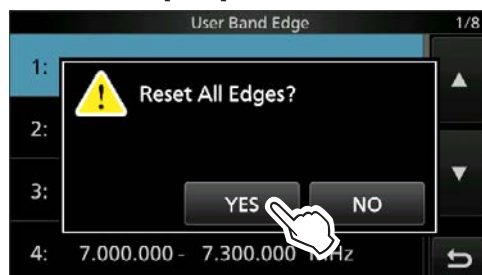 User Band Edge 1/8
1:
Reset All Edges?
2:
3:
YES NO
4: 7.000.000 - 7.300.000 MHz